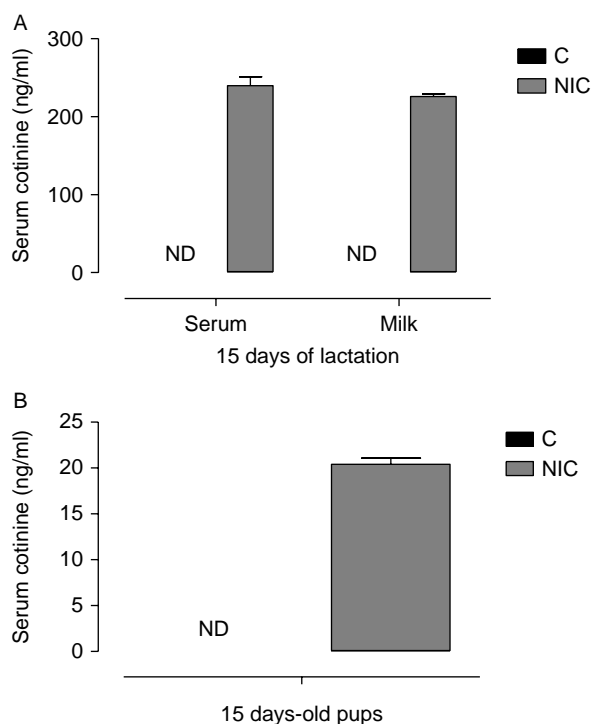 A
Serum cotinine (ng/ml)
300
200
100
0
ND
ND
C
NIC
Serum
Milk
15 days of lactation
B
Serum cotinine (ng/ml)
25
20
15
10
5
0
ND
C
NIC
15 days-old pups